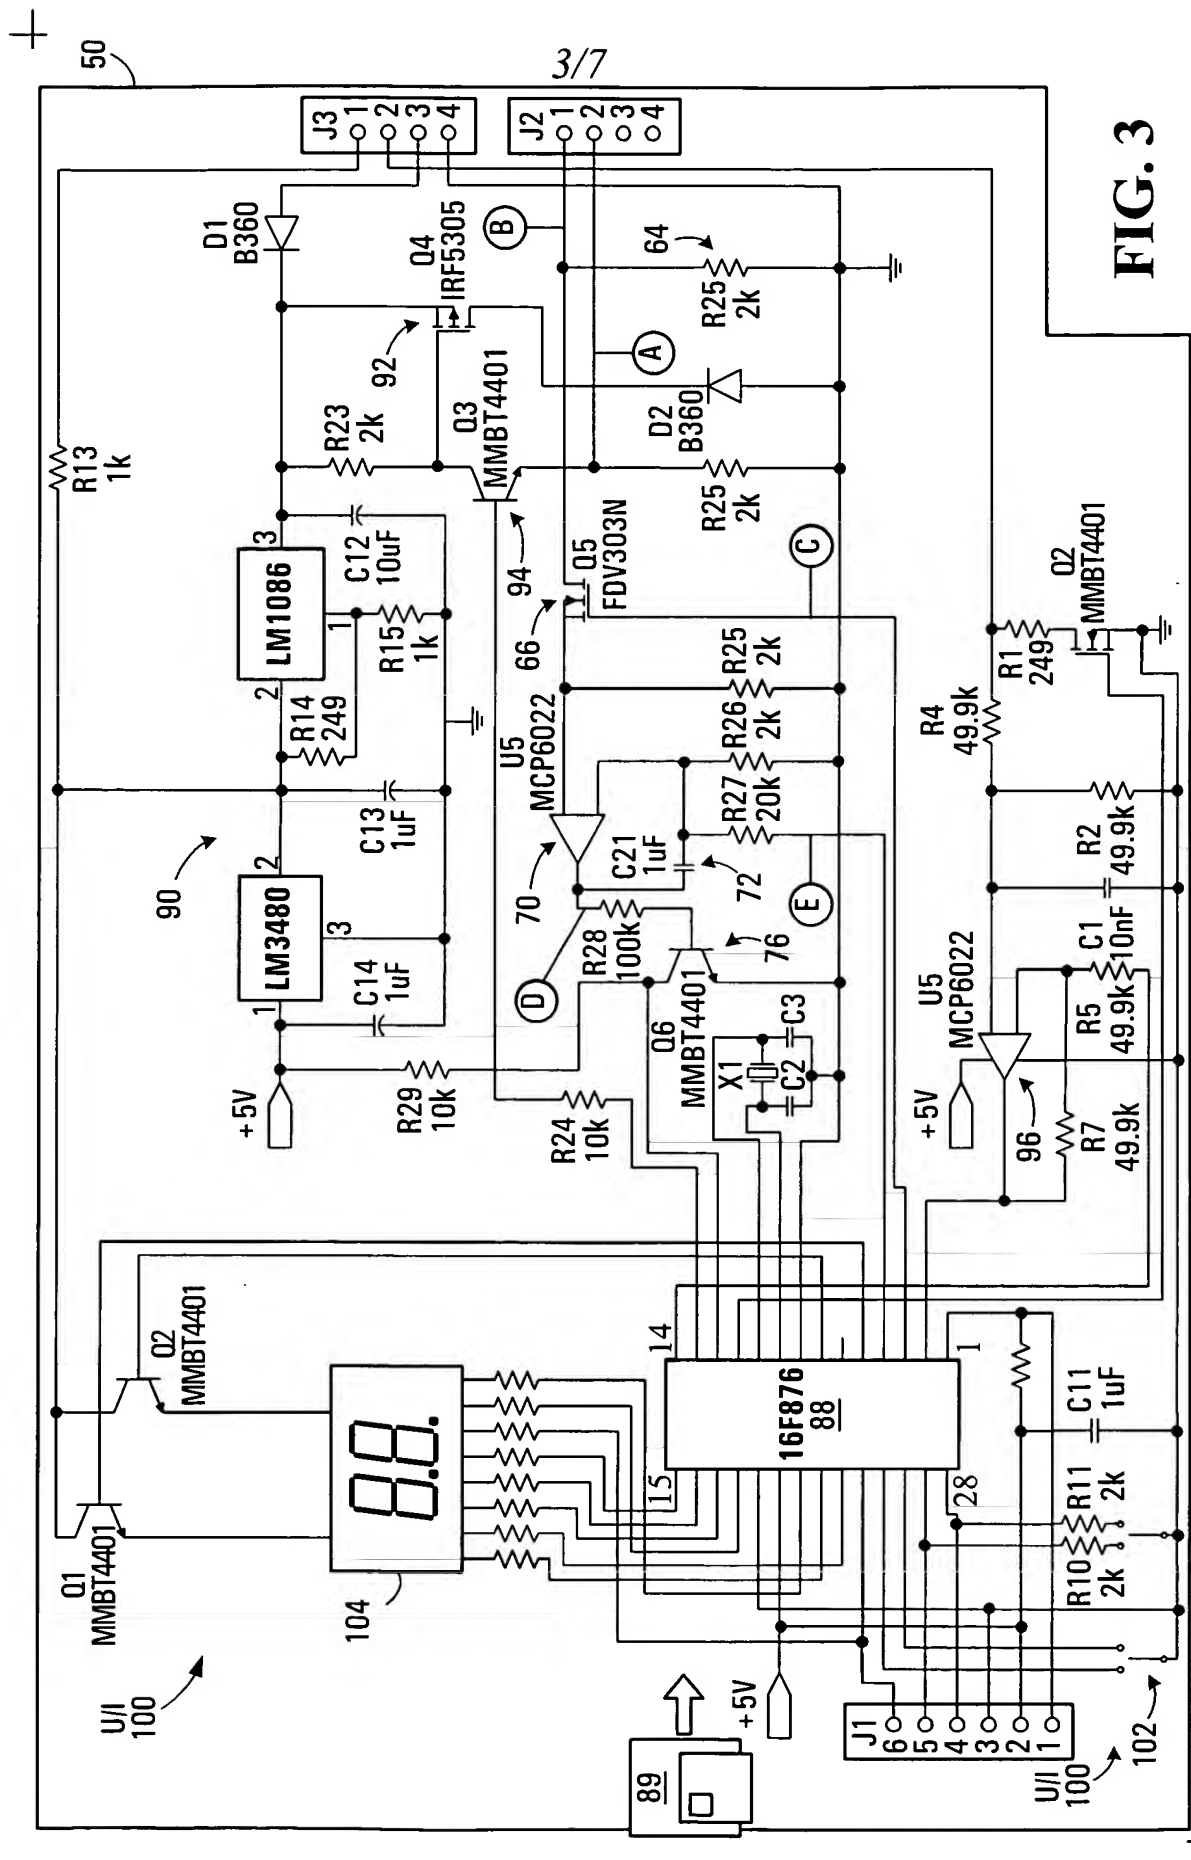 3/7
50
J3
1
2
3
4
J2
1
2
3
4
FIG. 3
R13
1k
D1
B360
Q4
IRF5305
92
B
64
R25
2k
A
D2
B360
R23
2k
Q3
MMBT4401
94
R25
2k
C
LM1086
3
1
2
C12
10uF
R15
1k
R14
249
66
Q5
FDV303N
R25
2k
R26
2k
R27
20k
U5
MCP6022
70
C21
1uF
72
E
90
C13
1uF
LM3480
2
3
1
C14
1uF
+5V
R29
10k
D
R28
100k
76
Q6
MMBT4401
X1
C3
C2
R24
10k
R4
49.9k
R1
249
Q2
MMBT4401
R2
49.9k
C1
10nF
U5
MCP6022
R5
49.9k
+5V
96
R7
49.9k
Q2
MMBT4401
Q1
MMBT4401
104
U/I
100
14
1
16F876
88
15
28
C11
1uF
R11
2k
R10
2k
89
+5V
J1
6
5
4
3
2
1
U/I
100
102